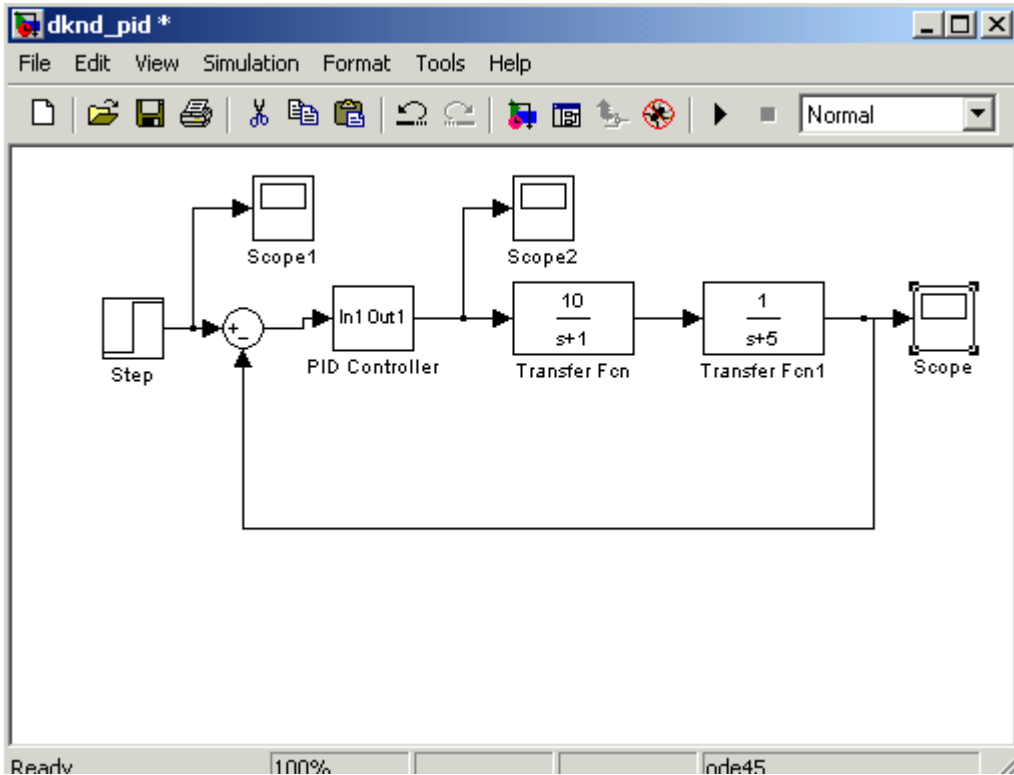 dknd_pid *
File Edit View Simulation Format Tools Help
Normal
Scope1
Scope2
+
−
In1 Out1
10
s+1
1
s+5
Step
PID Controller
Transfer Fcn
Transfer Fcn1
Scope
Ready 100% ode45